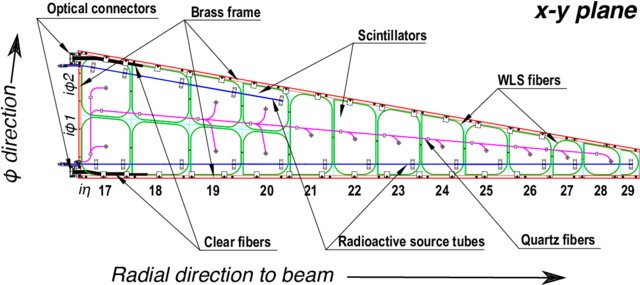 Optical connectors
Brass frame
x-y plane
Scintillators
WLS fibers
ϕ direction
iφ2
iφ1
iη 17 18 19 20 21 22 23 24 25 26 27 28 29
Clear fibers
Radioactive source tubes
Quartz fibers
Radial direction to beam